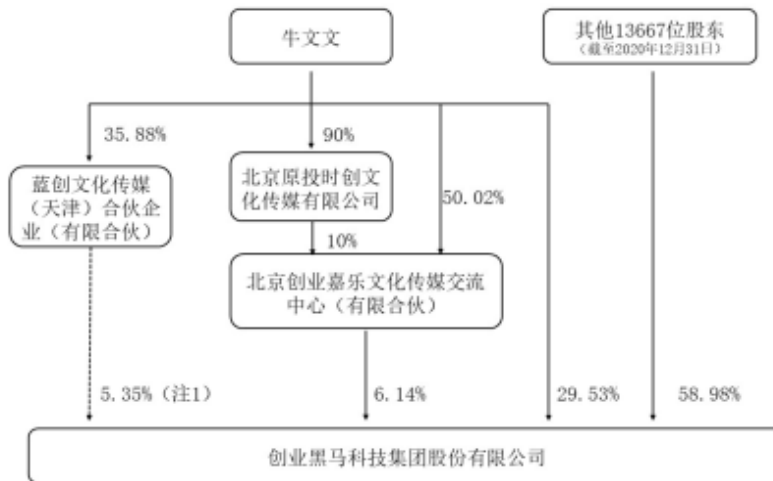 牛文文
其他13667位股东
（截至2020年12月31日）
35.88%
90%
蓝创文化传媒
（天津）合伙企
业（有限合伙）
北京原投时创文
化传媒有限公司
50.02%
10%
北京创业嘉乐文化传媒交流
中心（有限合伙）
5.35%（注1）
6.14%
29.53%
58.98%
创业黑马科技集团股份有限公司